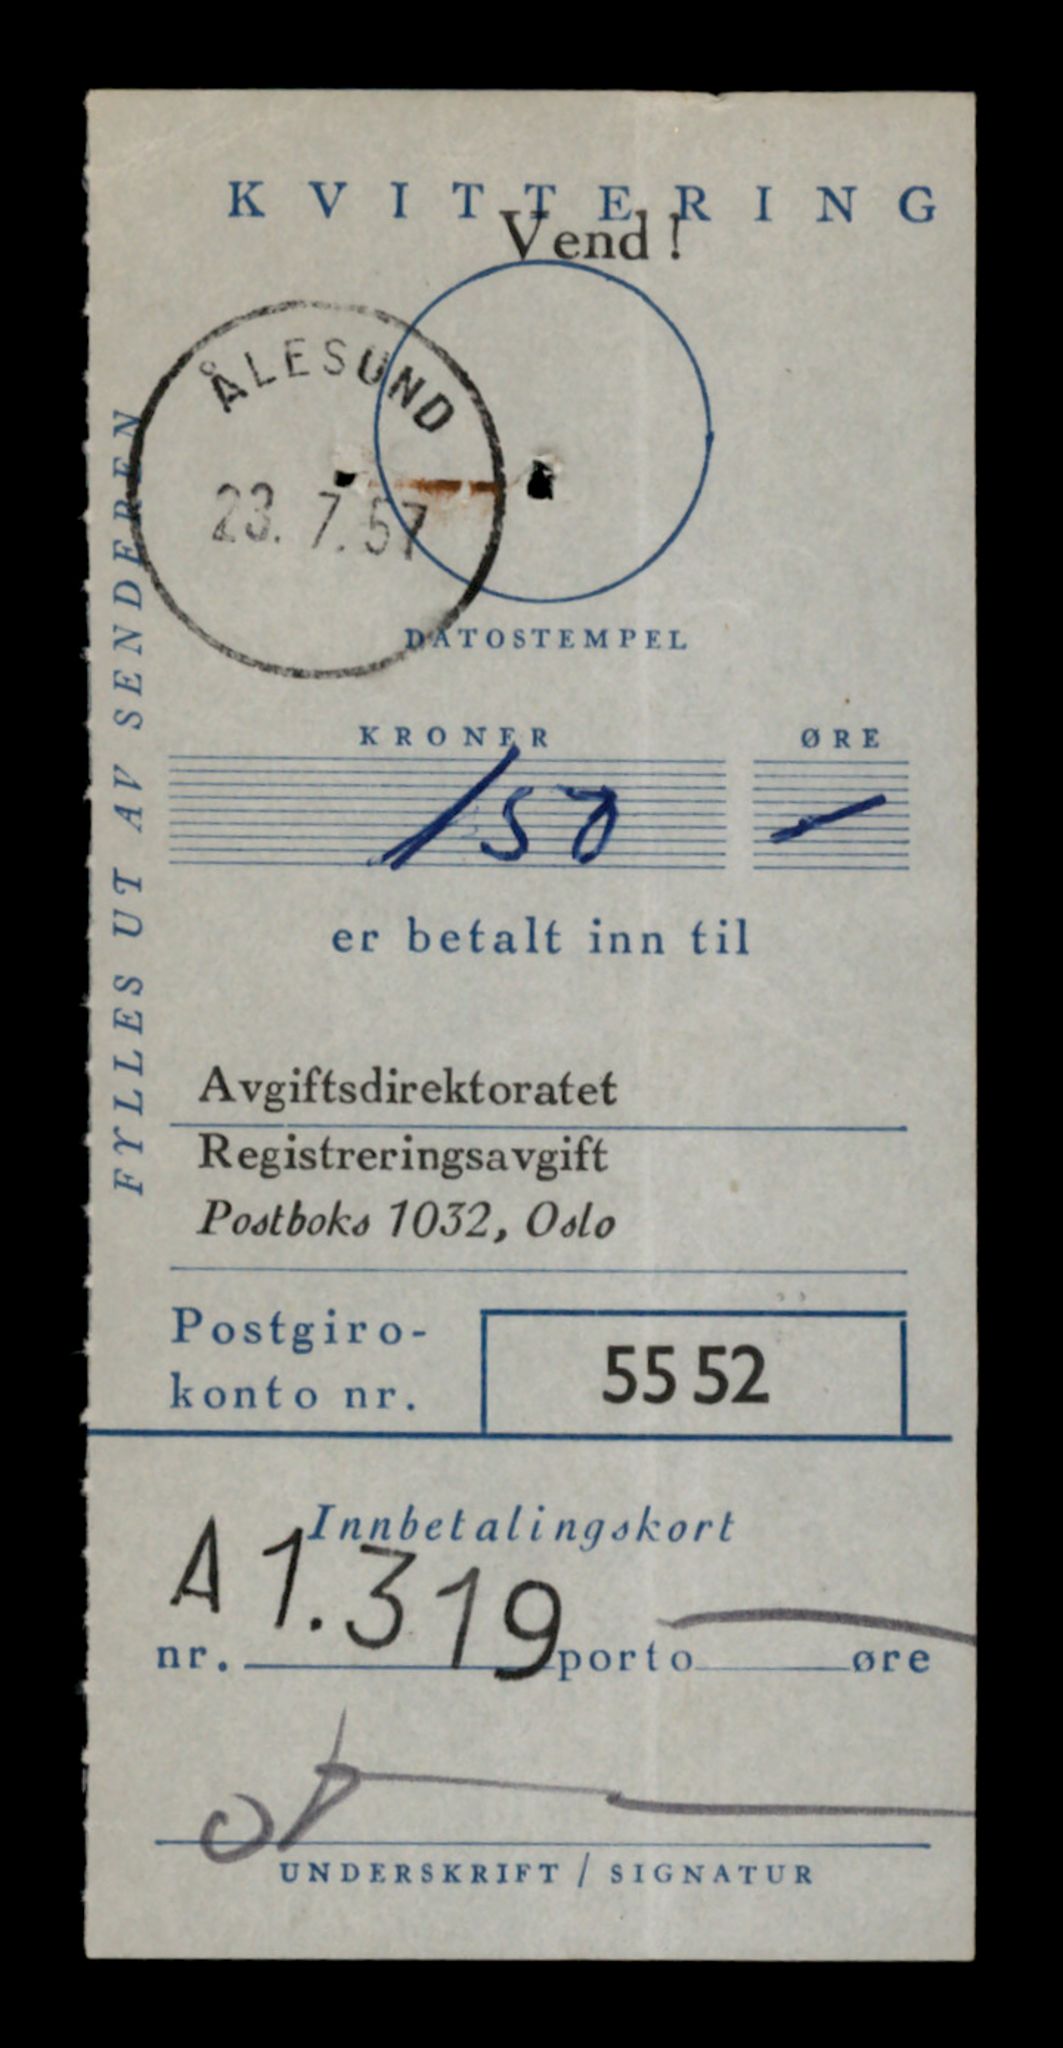 KVITTERING
Vend!
ÅLESUND
23.7.57
DATOSTEMPEL
FYLLES UT AV SENDEREN
KRONER ØRE
150 —
er betalt inn til
Avgiftsdirektoratet
Registreringsavgift
Postboks 1032, Oslo
Postgiro-
konto nr. 55 52
Innbetalingskort
nr. A 1.319 porto — øre
UNDERSKRIFT / SIGNATUR